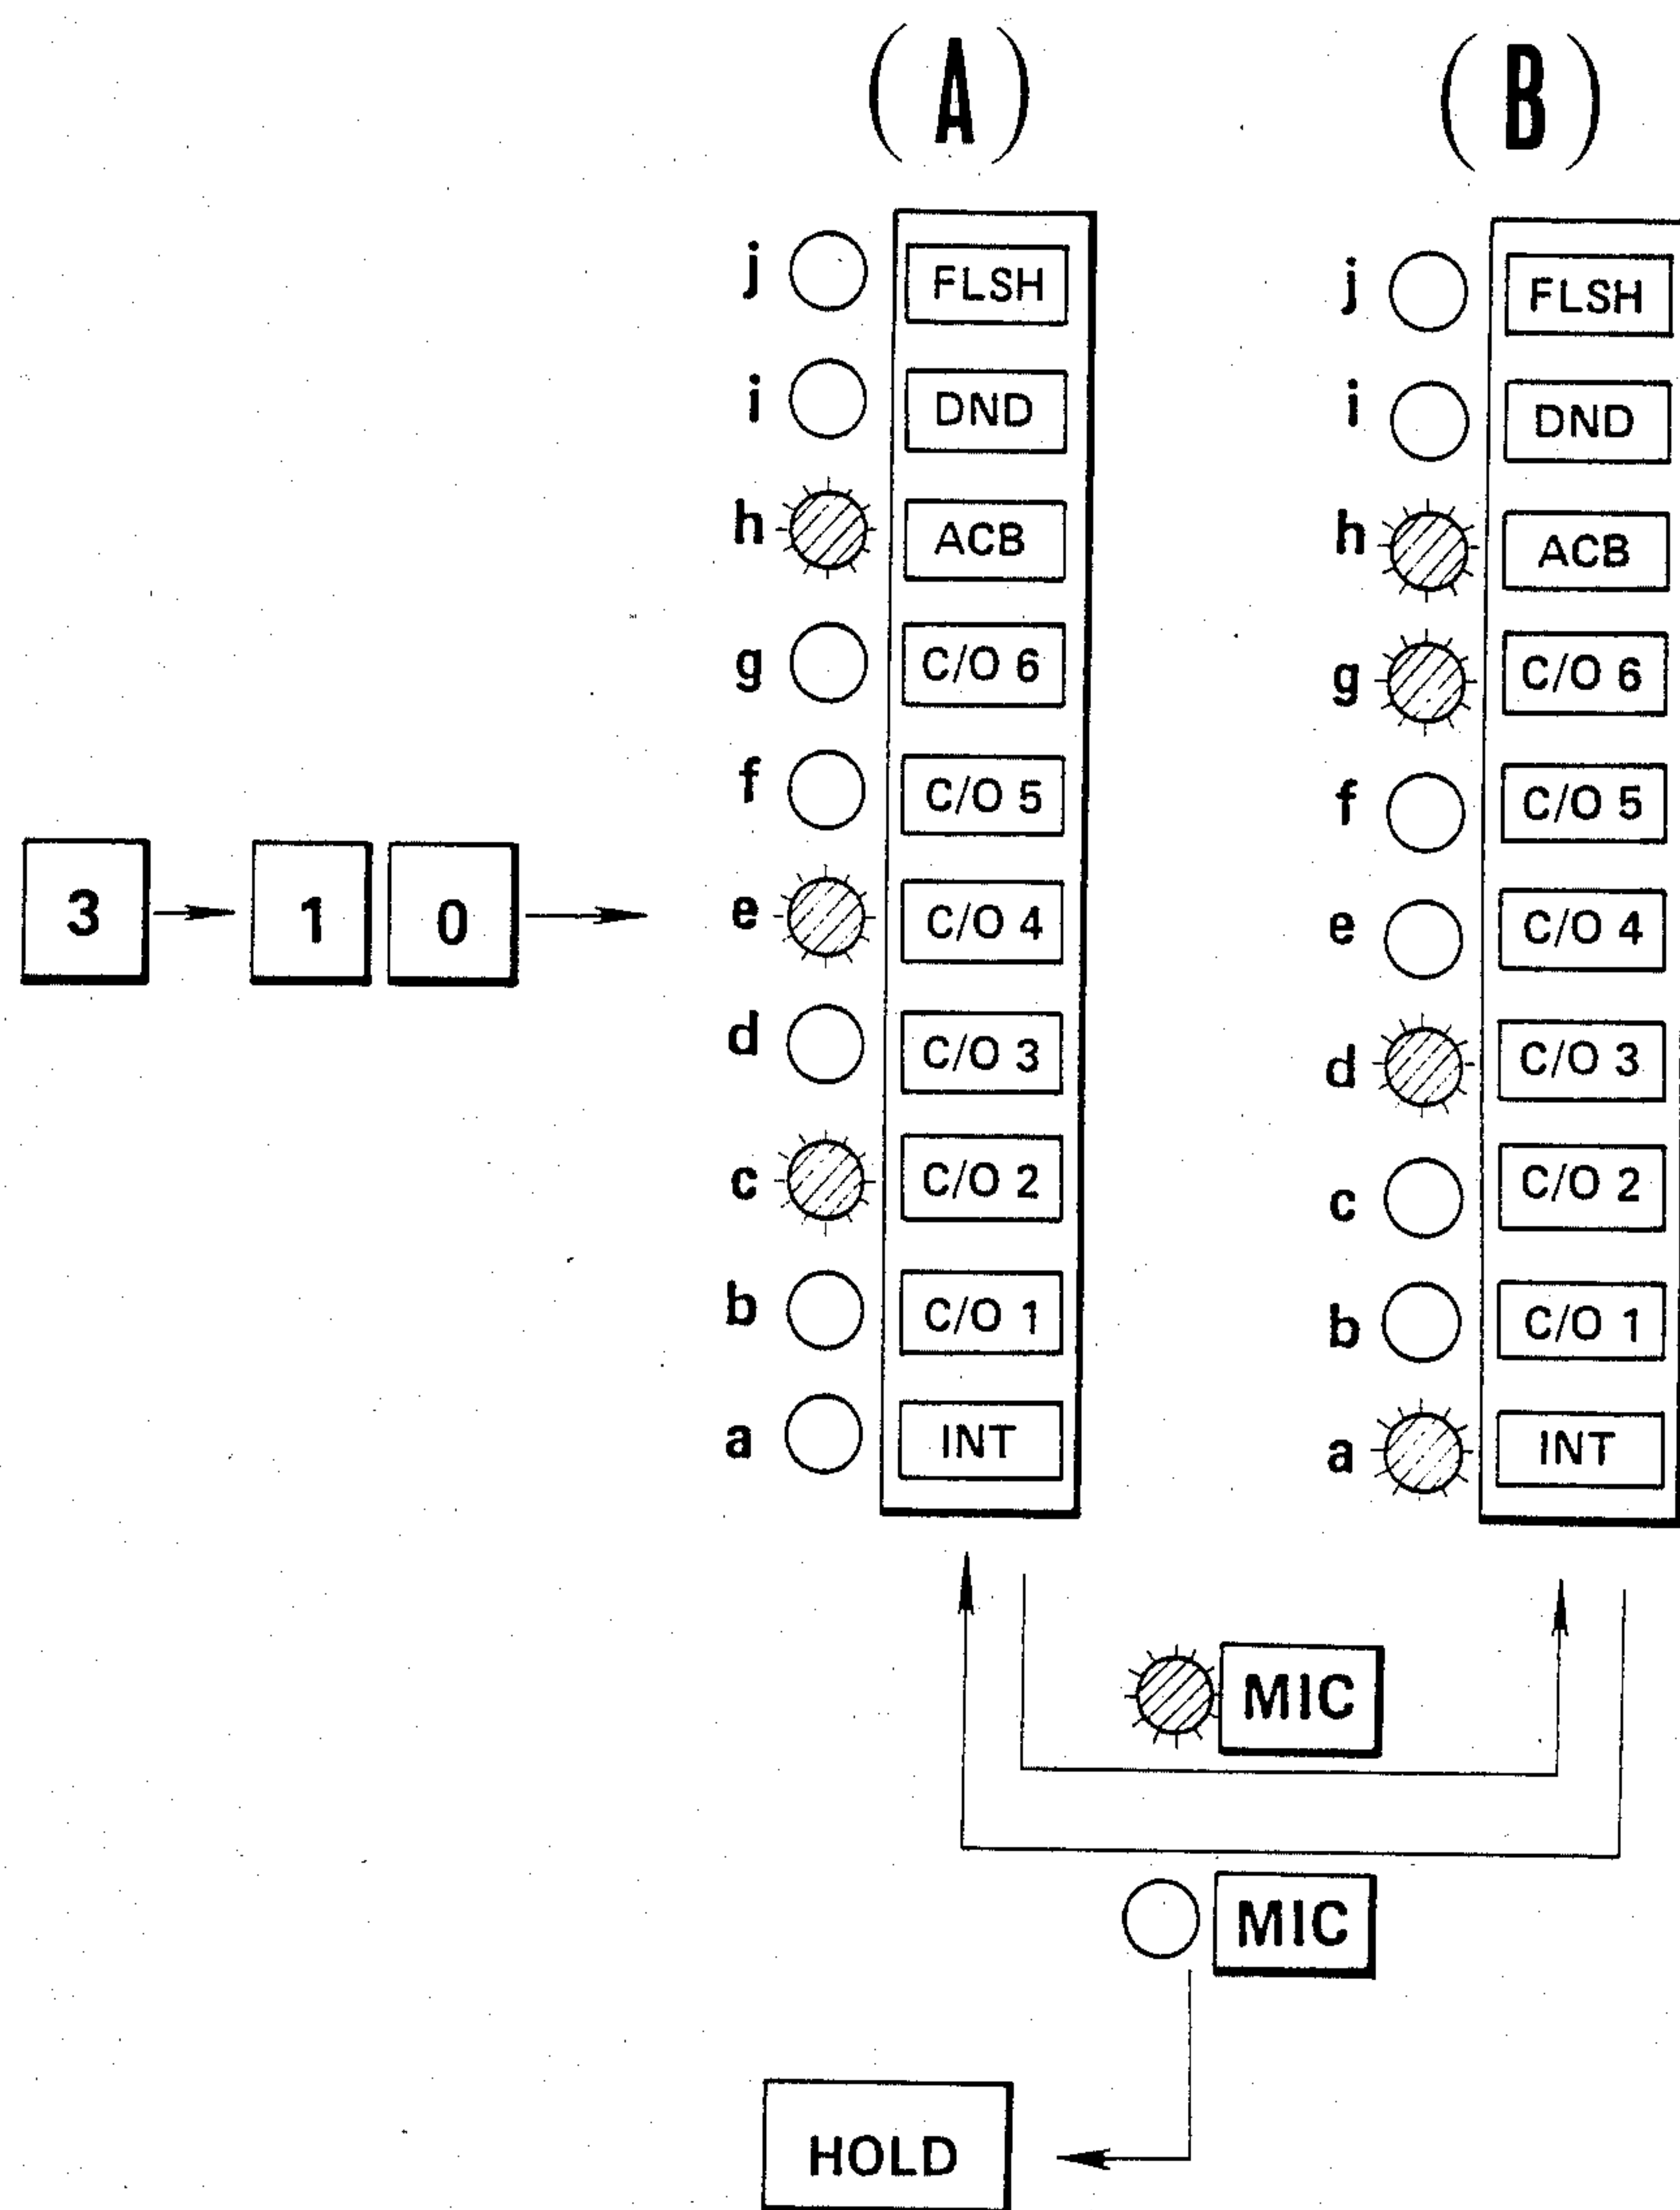 (A) (B)
j FLSH j FLSH
i DND i DND
h ACB h ACB
g C/O 6 g C/O 6
f C/O 5 f C/O 5
3 1 0 e C/O 4 e C/O 4
d C/O 3 d C/O 3
c C/O 2 c C/O 2
b C/O 1 b C/O 1
a INT a INT
MIC
MIC
HOLD